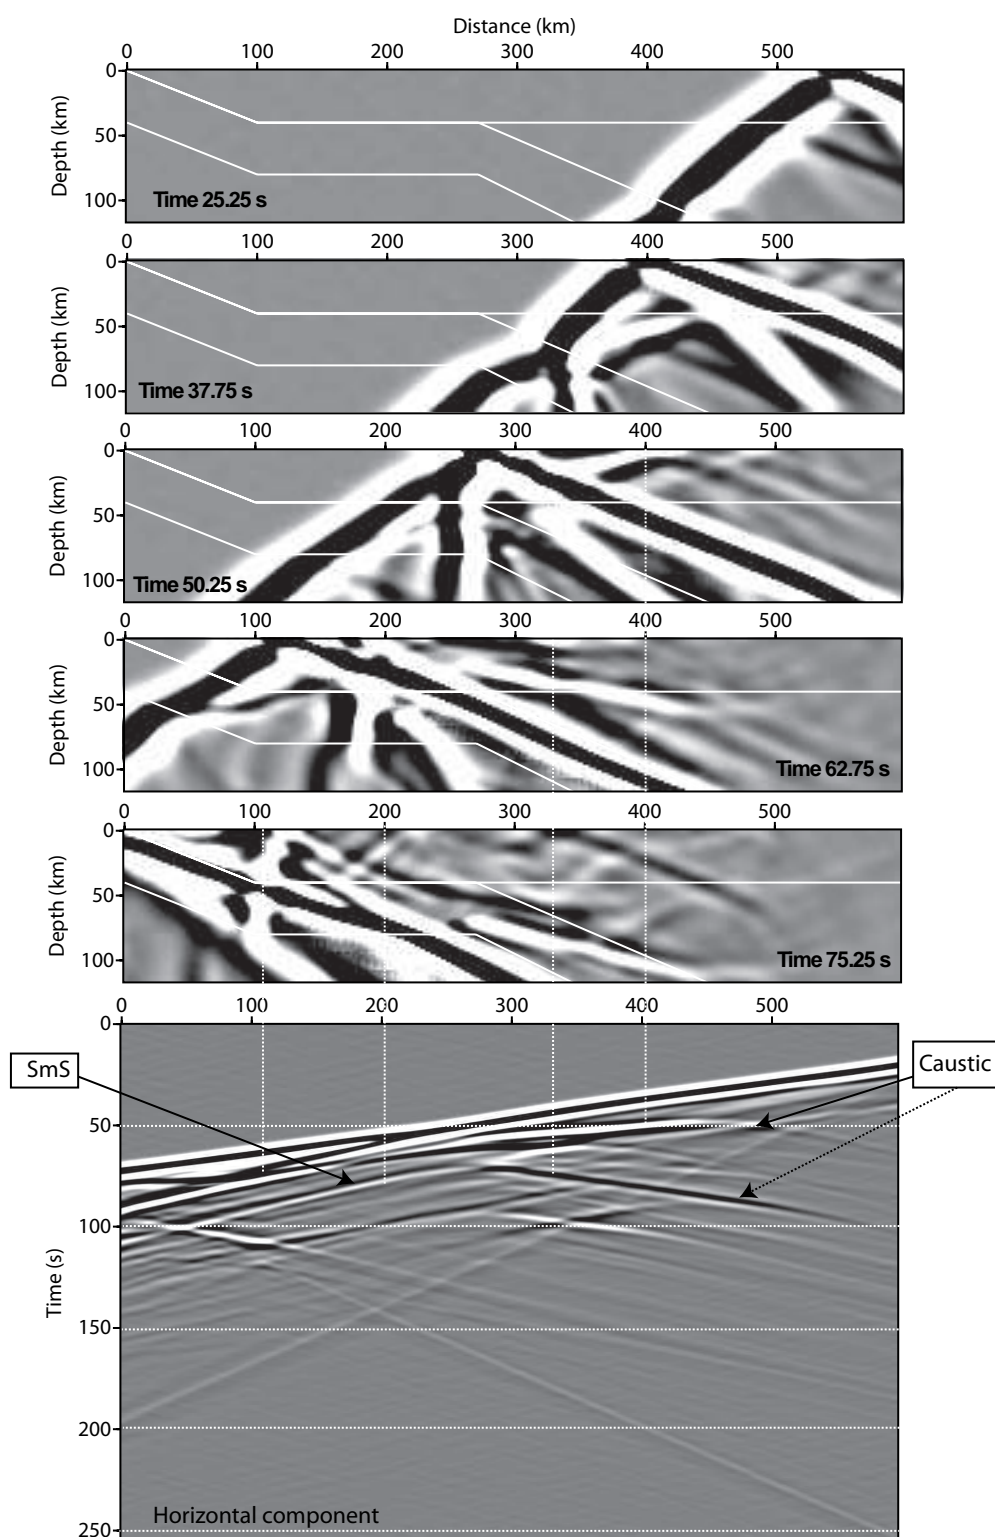 Distance (km)
0 100 200 300 400 500
0
50
100
Depth (km)
Time 25.25 s
0 100 200 300 400 500
0
50
100
Depth (km)
Time 37.75 s
0 100 200 300 400 500
0
50
100
Depth (km)
Time 50.25 s
0 100 200 300 400 500
0
50
100
Depth (km)
Time 62.75 s
0 100 200 300 400 500
0
50
100
Depth (km)
Time 75.25 s
0 100 200 300 400 500
0
SmS
Caustic
50
100
Time (s)
150
200
Horizontal component
250